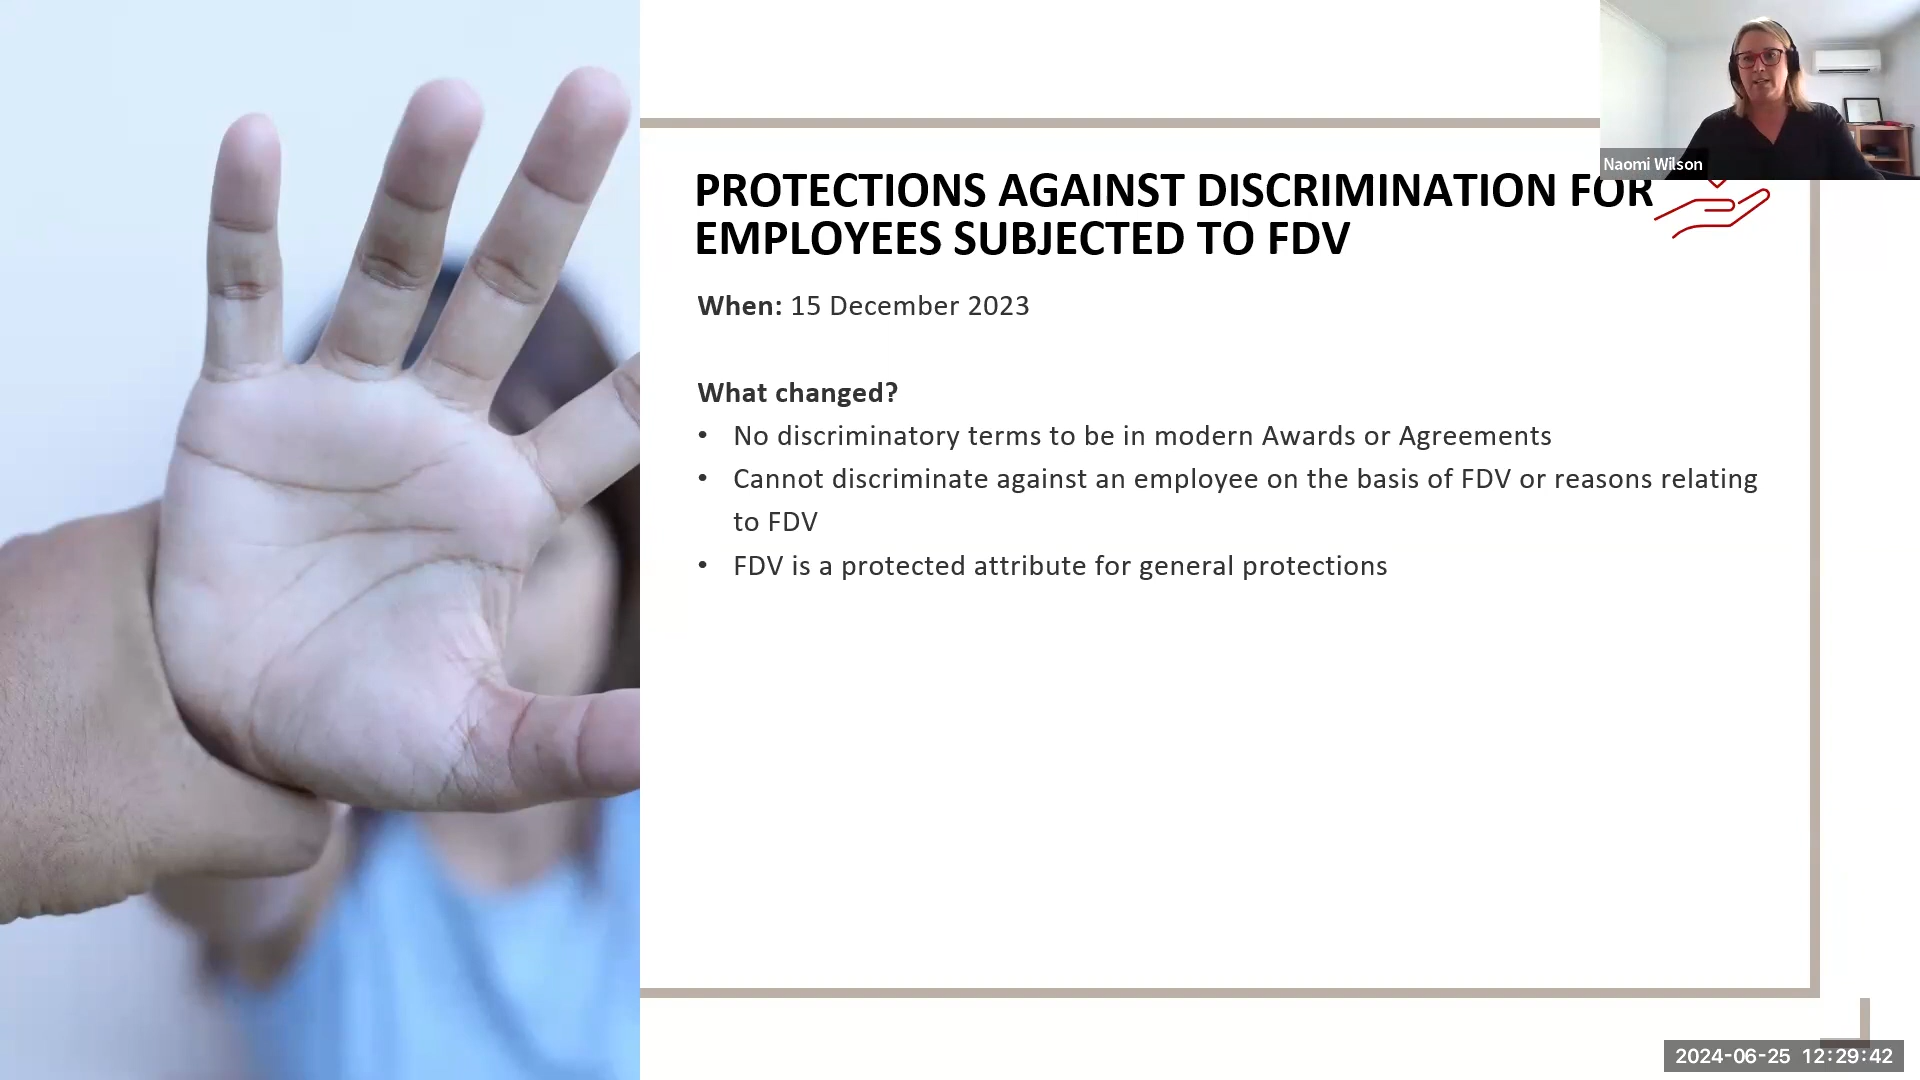 Naomi Wilson
PROTECTIONS AGAINST DISCRIMINATION FOR
EMPLOYEES SUBJECTED TO FDV
When: 15 December 2023
What changed?
• No discriminatory terms to be in modern Awards or Agreements
• Cannot discriminate against an employee on the basis of FDV or reasons relating
to FDV
• FDV is a protected attribute for general protections
2024-06-25 12:29:42